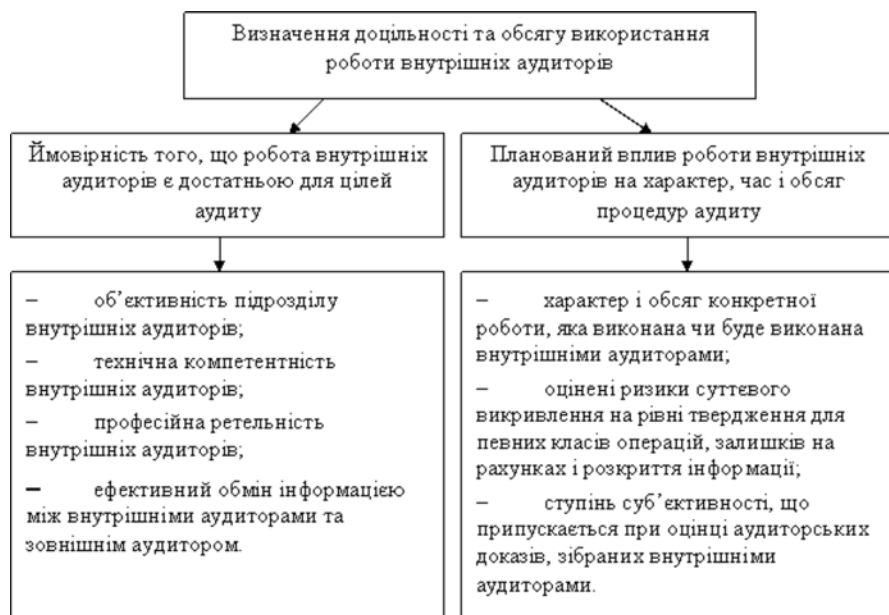 Визначення доцільності та обсягу використання
роботи внутрішніх аудиторів
Ймовірність того, що робота внутрішніх
аудиторів є достатньою для цілей
аудиту
Планований вплив роботи внутрішніх
аудиторів на характер, час і обсяг
процедур аудиту
– об’єктивність підрозділу
внутрішніх аудиторів;
– технічна компетентність
внутрішніх аудиторів;
– професійна ретельність
внутрішніх аудиторів;
– ефективний обмін інформацією
між внутрішніми аудиторами та
зовнішнім аудитором.
– характер і обсяг конкретної
роботи, яка виконана чи буде виконана
внутрішніми аудиторами;
– оцінені ризики суттєвого
викривлення на рівні твердження для
певних класів операцій, залишків на
рахунках і розкриття інформації;
– ступінь суб’єктивності, що
припускається при оцінці аудиторських
доказів, зібраних внутрішніми
аудиторами.